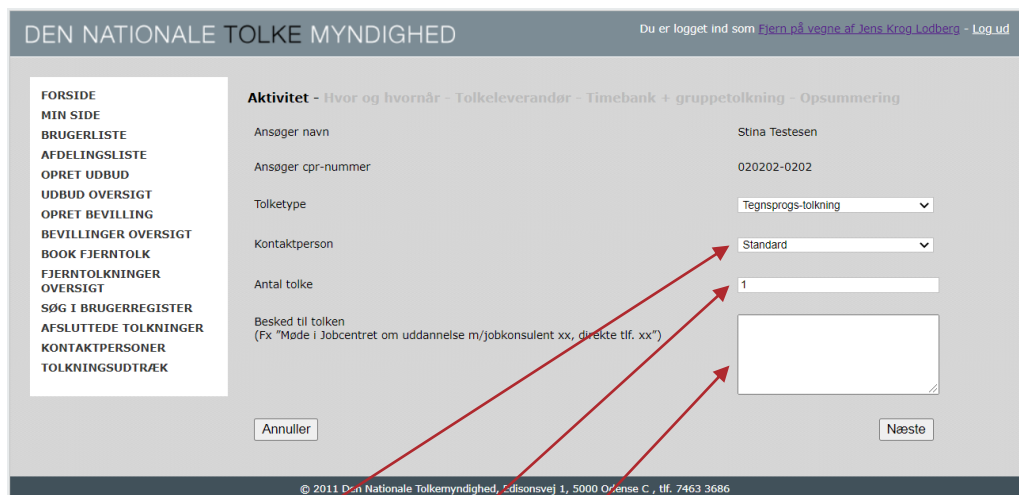 DEN NATIONALE TOLKE MYNDIGHED
Du er logget ind som Fjern på vegne af Jens Krog Lodberg - Log ud
FORSIDE
MIN SIDE
BRUGERLISTE
AFDELINGSLISTE
OPRET UDBUD
UDBUD OVERSIGT
OPRET BEVILLING
BEVILLINGER OVERSIGT
BOOK FJERNTOLK
FJERNTOLKNINGER
OVERSIGT
SØG I BRUGERREGISTER
AFSLUTTEDE TOLKNINGER
KONTAKTPERSONER
TOLKNINGSUDTRÆK
Aktivitet - Hvor og hvornår - Tolkeleverandør - Timebank + gruppetolkning - Opsummering
Ansøger navn Stina Testesen
Ansøger cpr-nummer 020202-0202
Tolketype Tegnsprogs-tolkning
Kontaktperson Standard
Antal tolke 1
Besked til tolken
(Fx "Møde i Jobcentret om uddannelse m/jobkonsulent xx, direkte tlf. xx")
Annuller Næste
© 2011 Den Nationale Tolkemyndighed, Edisonsvej 1, 5000 Odense C , tlf. 7463 3686